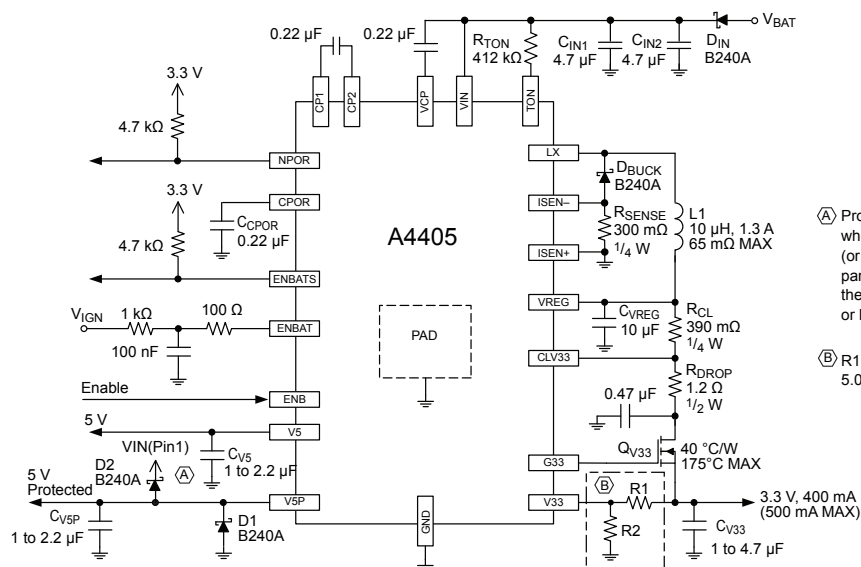 0.22 µF
0.22 µF
RTON
412 kΩ
CIN1
4.7 µF
CIN2
4.7 µF
DIN
B240A
VBAT
3.3 V
4.7 kΩ
CP1
CP2
VCP
VIN
TON
NPOR
LX
DBUCK
B240A
3.3 V
CPOR
CCPOR
0.22 µF
A4405
ISEN–
RSENSE
300 mΩ
1/4 W
L1
10 µH, 1.3 A
65 mΩ MAX
4.7 kΩ
ISEN+
ENBATS
VREG
CVREG
10 µF
RCL
390 mΩ
1/4 W
VIGN
1 kΩ
100 Ω
ENBAT
100 nF
PAD
CLV33
RDROP
1.2 Ω
1/2 W
Enable
ENB
0.47 µF
5 V
V5
CV5
1 to 2.2 µF
VIN(Pin1)
QV33
40 °C/W
175°C MAX
G33
D2
B240A
A
5 V
Protected
V5P
CV5P
1 to 2.2 µF
D1
B240A
GND
V33
B
R1
R2
3.3 V, 400 mA
(500 mA MAX)
CV33
1 to 4.7 µF
A Pro
whe
(or
par
the
B R1
5.0